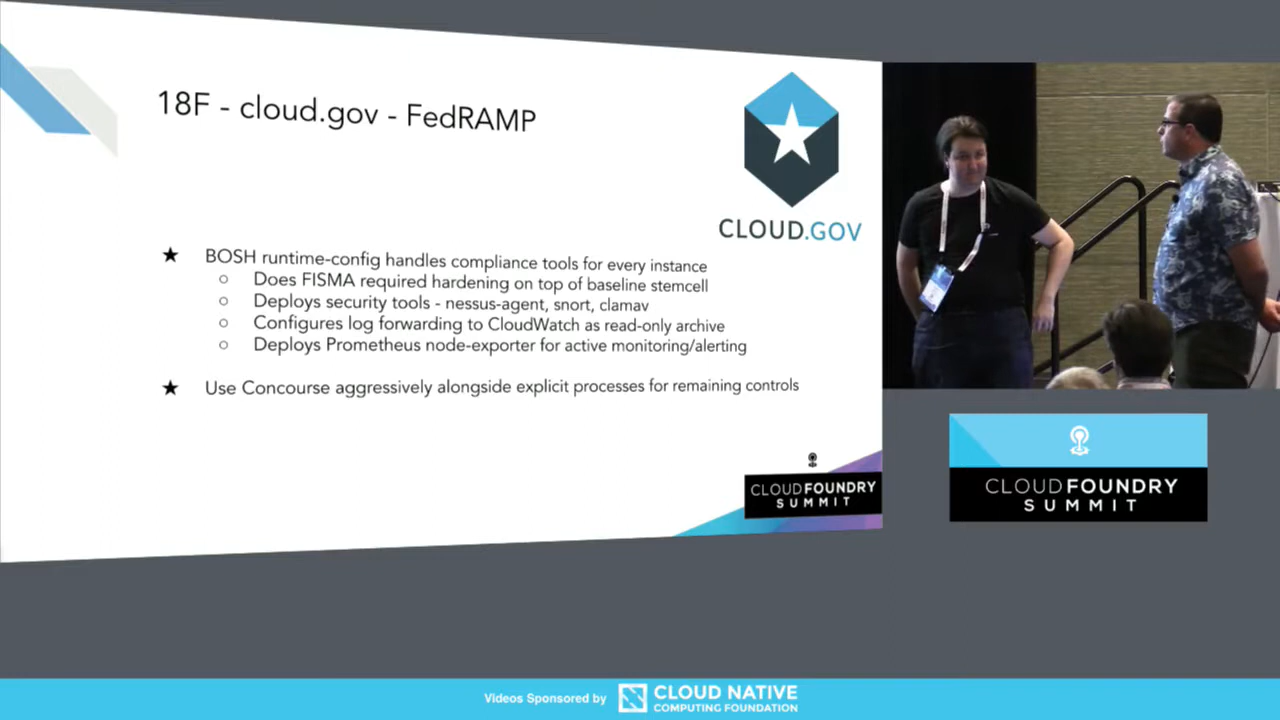 18F - cloud.gov - FedRAMP
CLOUD.GOV
★ BOSH runtime-config handles compliance tools for every instance
○ Does FISMA required hardening on top of baseline stemcell
○ Deploys security tools - nessus-agent, snort, clamav
○ Configures log forwarding to CloudWatch as read-only archive
○ Deploys Prometheus node-exporter for active monitoring/alerting
★ Use Concourse aggressively alongside explicit processes for remaining controls
CLOUD FOUNDRY
SUMMIT
CLOUD FOUNDRY
SUMMIT
Videos Sponsored by
CLOUD NATIVE
COMPUTING FOUNDATION